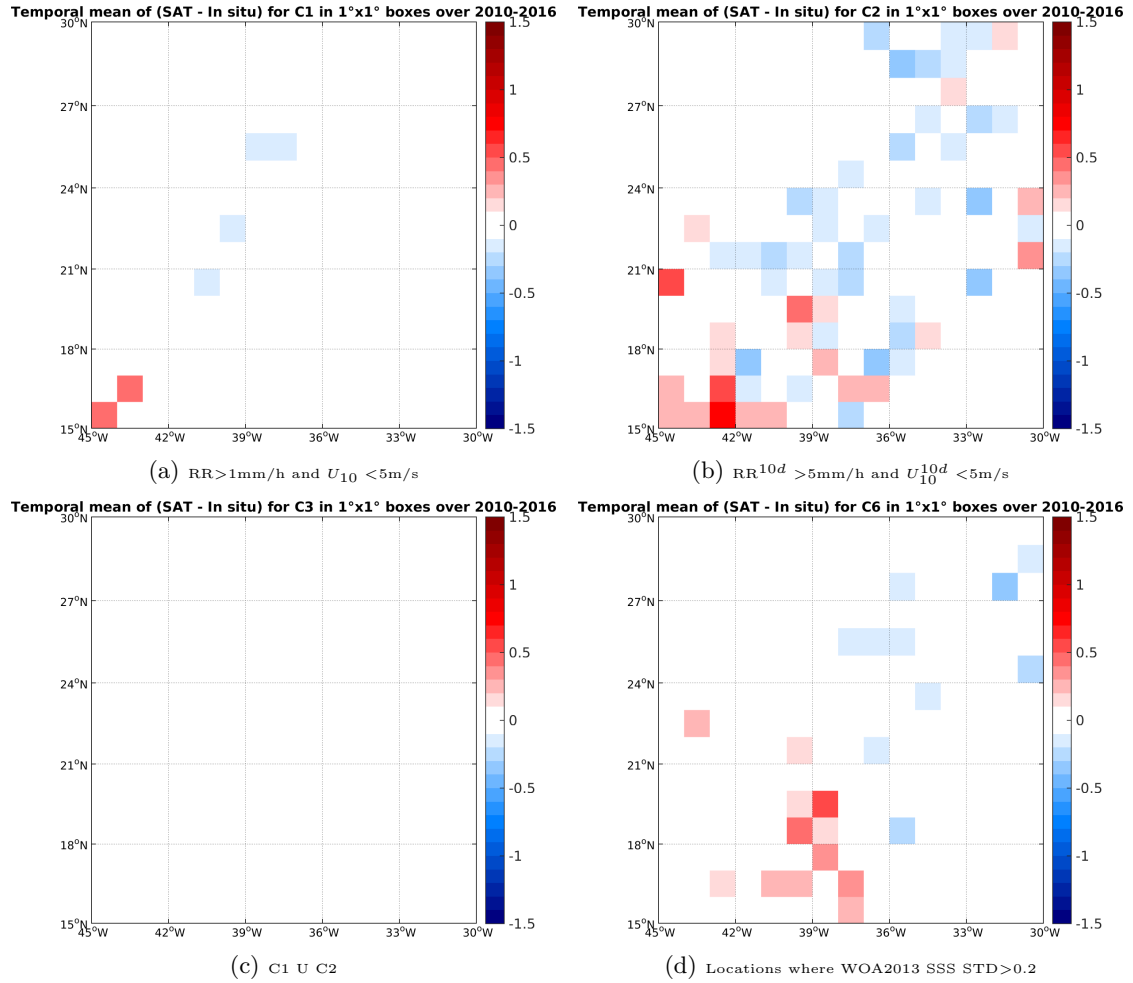 Temporal mean of (SAT - In situ) for C1 in 1°x1° boxes over 2010-2016
30°N
27°N
24°N
21°N
18°N
15°N
45°W 42°W 39°W 36°W 33°W 30°W
1.5
1
0.5
0
-0.5
-1
-1.5
(a) RR>1mm/h and U10 <5m/s
Temporal mean of (SAT - In situ) for C2 in 1°x1° boxes over 2010-2016
30°N
27°N
24°N
21°N
18°N
15°N
45°W 42°W 39°W 36°W 33°W 30°W
1.5
1
0.5
0
-0.5
-1
-1.5
(b) RR^10d >5mm/h and U10^10d <5m/s
Temporal mean of (SAT - In situ) for C3 in 1°x1° boxes over 2010-2016
30°N
27°N
24°N
21°N
18°N
15°N
45°W 42°W 39°W 36°W 33°W 30°W
1.5
1
0.5
0
-0.5
-1
-1.5
(c) C1 U C2
Temporal mean of (SAT - In situ) for C6 in 1°x1° boxes over 2010-2016
30°N
27°N
24°N
21°N
18°N
15°N
45°W 42°W 39°W 36°W 33°W 30°W
1.5
1
0.5
0
-0.5
-1
-1.5
(d) Locations where WOA2013 SSS STD>0.2